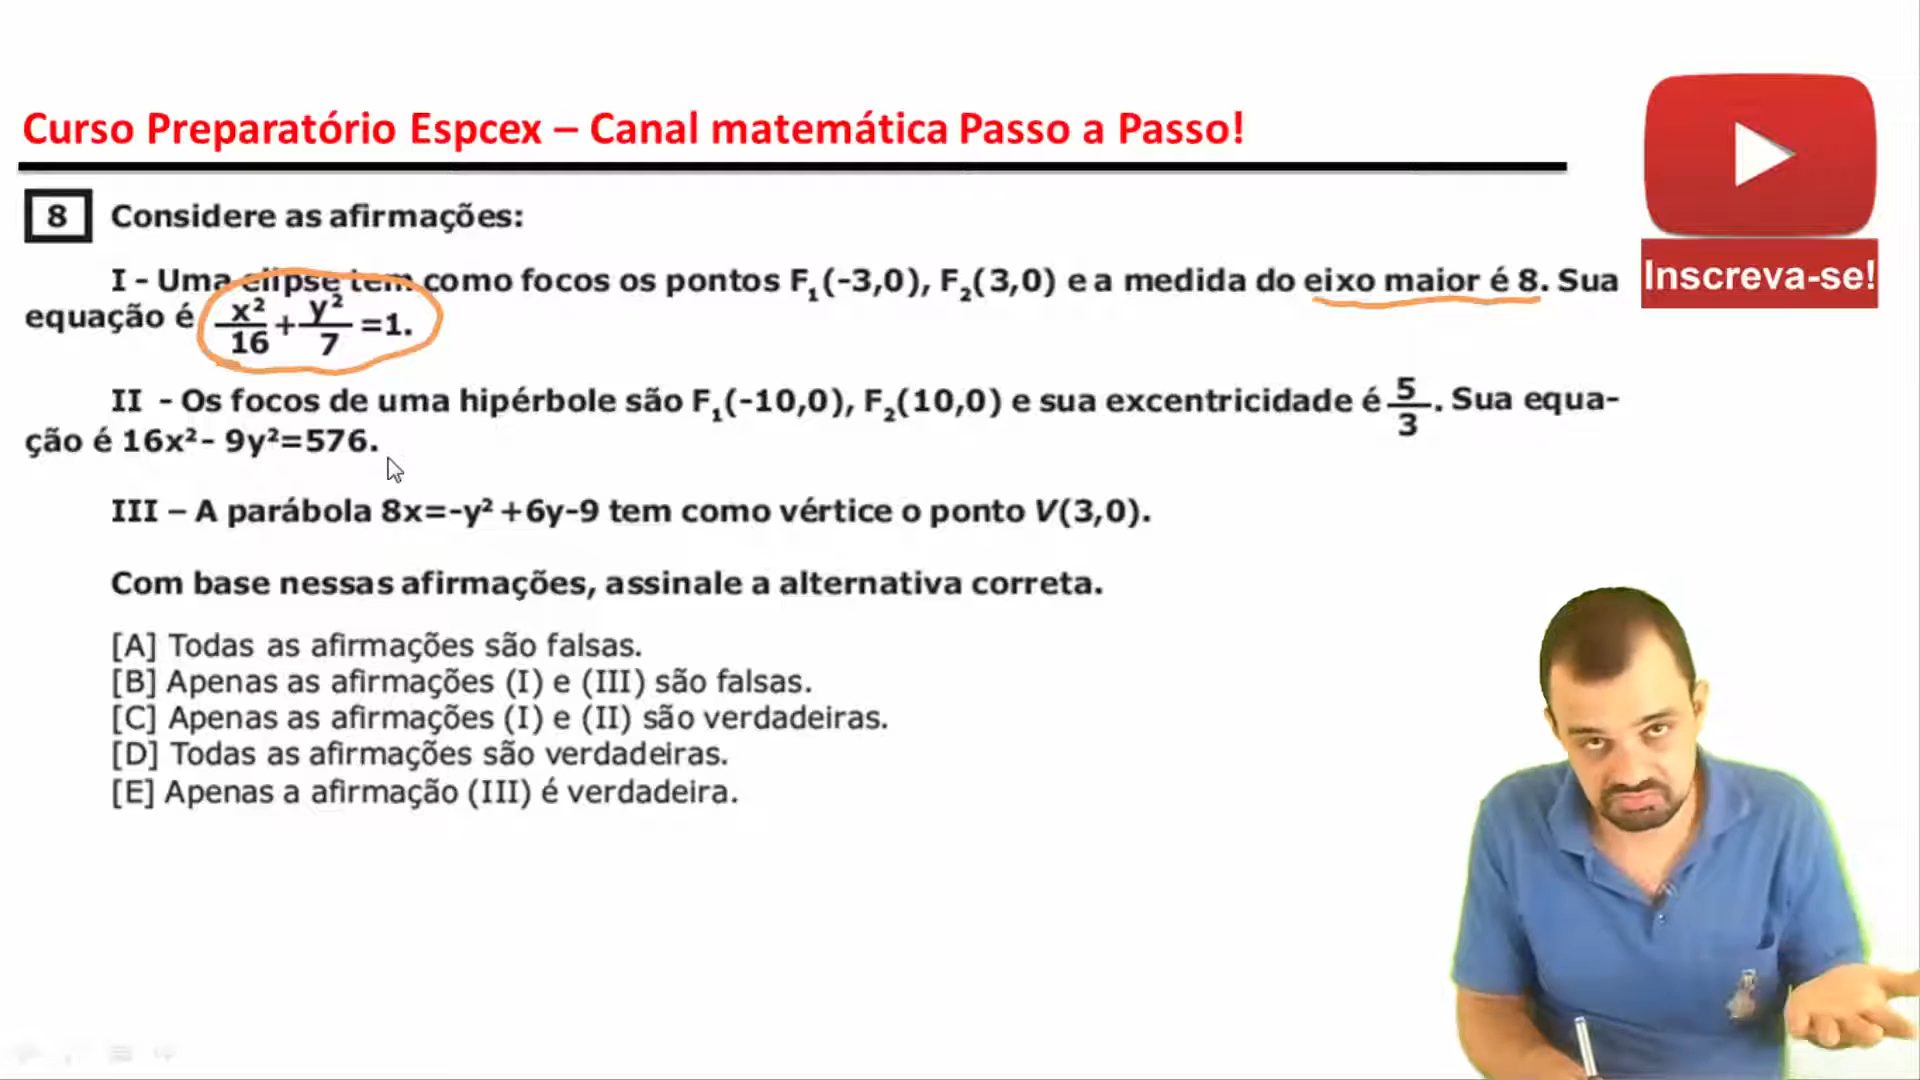 Curso Preparatório Espcex – Canal matemática Passo a Passo!
8 Considere as afirmações:
I - Uma elipse tem como focos os pontos F₁(-3,0), F₂(3,0) e a medida do eixo maior é 8. Sua
equação é x²/16 + y²/7 =1.
II - Os focos de uma hipérbole são F₁(-10,0), F₂(10,0) e sua excentricidade é 5/3. Sua equa-
ção é 16x²- 9y²=576.
III – A parábola 8x=-y² +6y-9 tem como vértice o ponto V(3,0).
Com base nessas afirmações, assinale a alternativa correta.
[A] Todas as afirmações são falsas.
[B] Apenas as afirmações (I) e (III) são falsas.
[C] Apenas as afirmações (I) e (II) são verdadeiras.
[D] Todas as afirmações são verdadeiras.
[E] Apenas a afirmação (III) é verdadeira.
Inscreva-se!